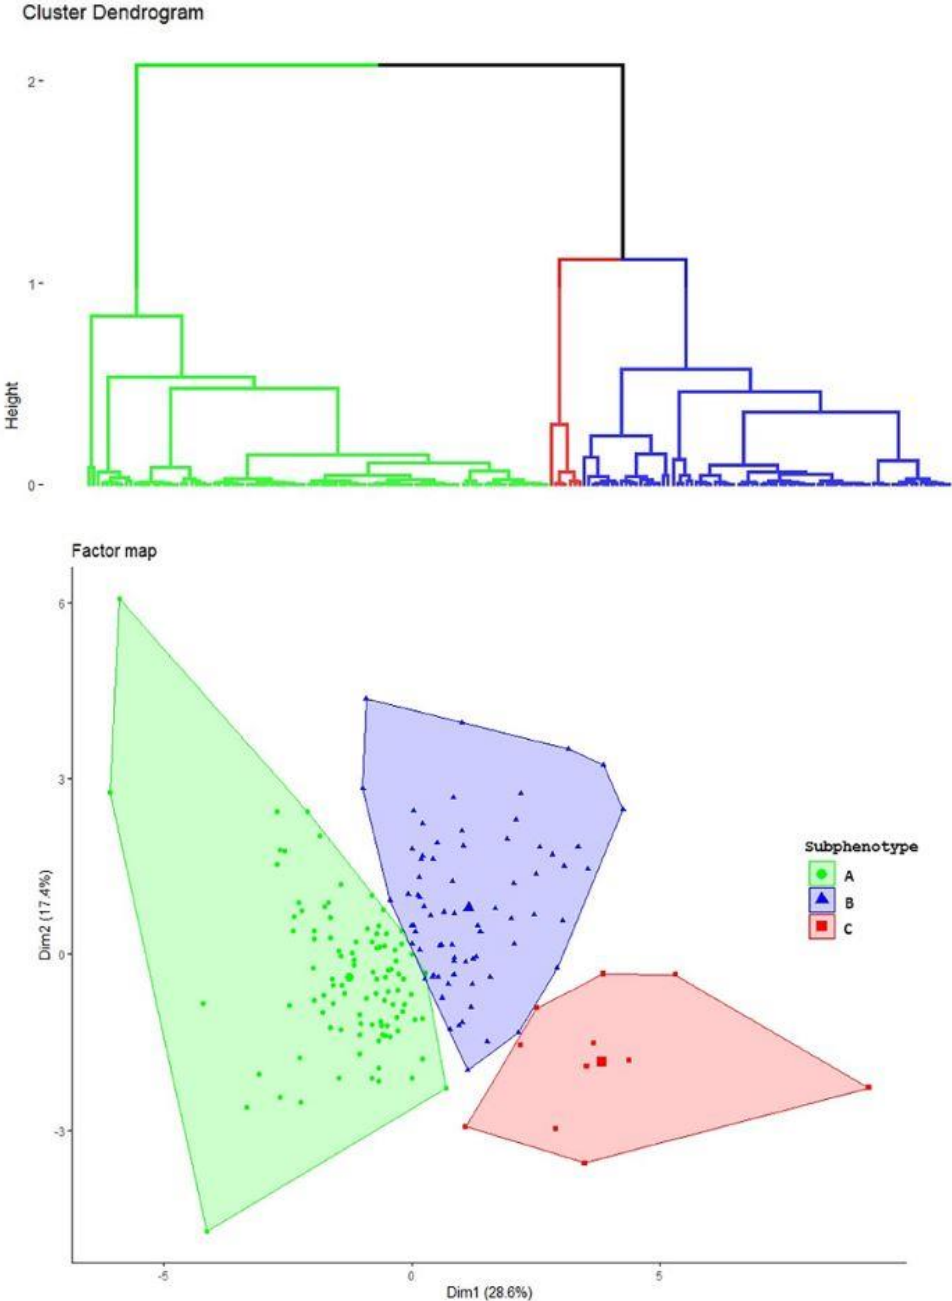 Cluster Dendrogram
2
1
0
Height
Factor map
6
3
0
-3
Dim2 (17.4%)
-5
0
5
Dim1 (28.6%)
Subphenotype
A
B
C